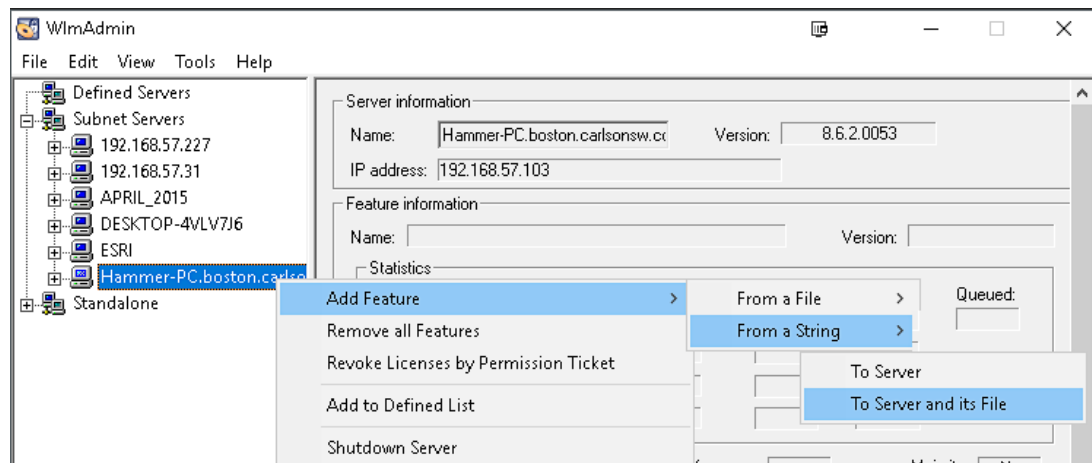 WlmAdmin
File Edit View Tools Help
Defined Servers
Subnet Servers
192.168.57.227
192.168.57.31
APRIL_2015
DESKTOP-4VLV7J6
ESRI
Hammer-PC.boston.carlso
Standalone
Server information
Name: Hammer-PC.boston.carlsonsw.cc Version: 8.6.2.0053
IP address: 192.168.57.103
Feature information
Name: Version:
Statistics
Queued:
Add Feature
Remove all Features
Revoke Licenses by Permission Ticket
Add to Defined List
Shutdown Server
From a File
From a String
To Server
To Server and its File